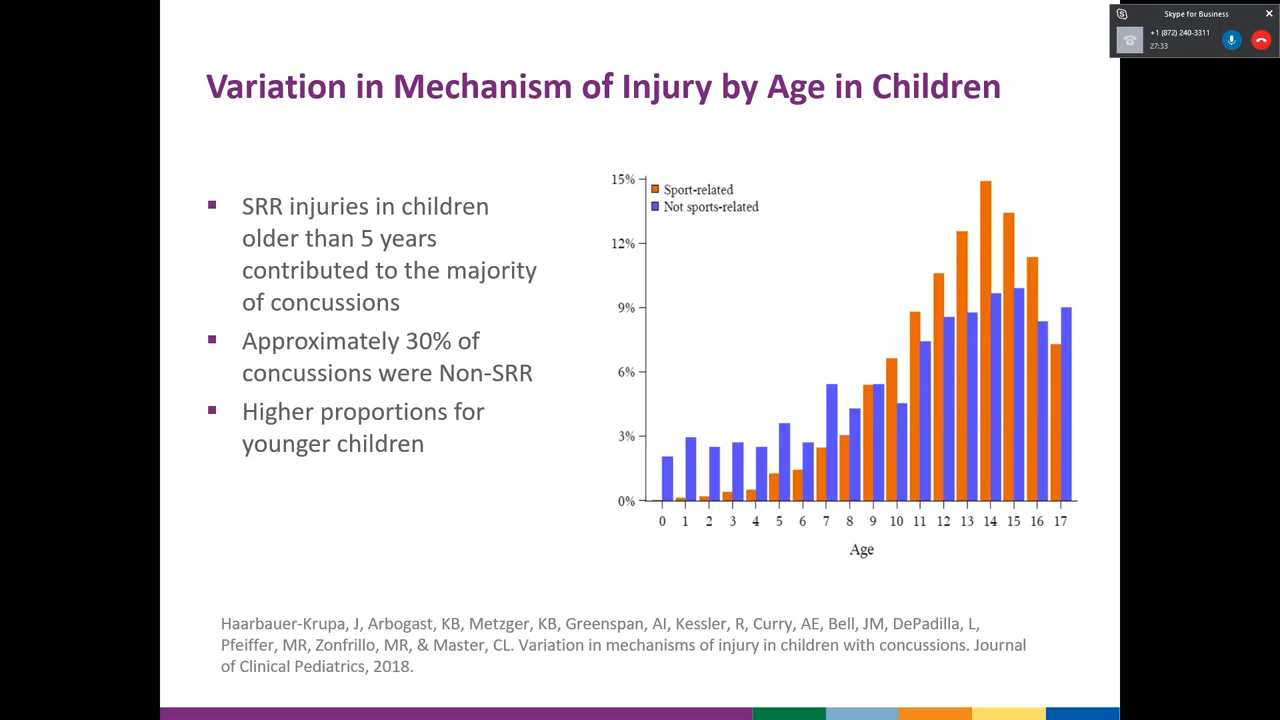 Skype for Business
+1 (872) 240-3311
27:33
Variation in Mechanism of Injury by Age in Children
SRR injuries in children
older than 5 years
contributed to the majority
of concussions
Approximately 30% of
concussions were Non-SRR
Higher proportions for
younger children
Sport-related
Not sports-related
15%
12%
9%
6%
3%
0%
0 1 2 3 4 5 6 7 8 9 10 11 12 13 14 15 16 17
Age
Haarbauer-Krupa, J, Arbogast, KB, Metzger, KB, Greenspan, AI, Kessler, R, Curry, AE, Bell, JM, DePadilla, L,
Pfeiffer, MR, Zonfrillo, MR, & Master, CL. Variation in mechanisms of injury in children with concussions. Journal
of Clinical Pediatrics, 2018.